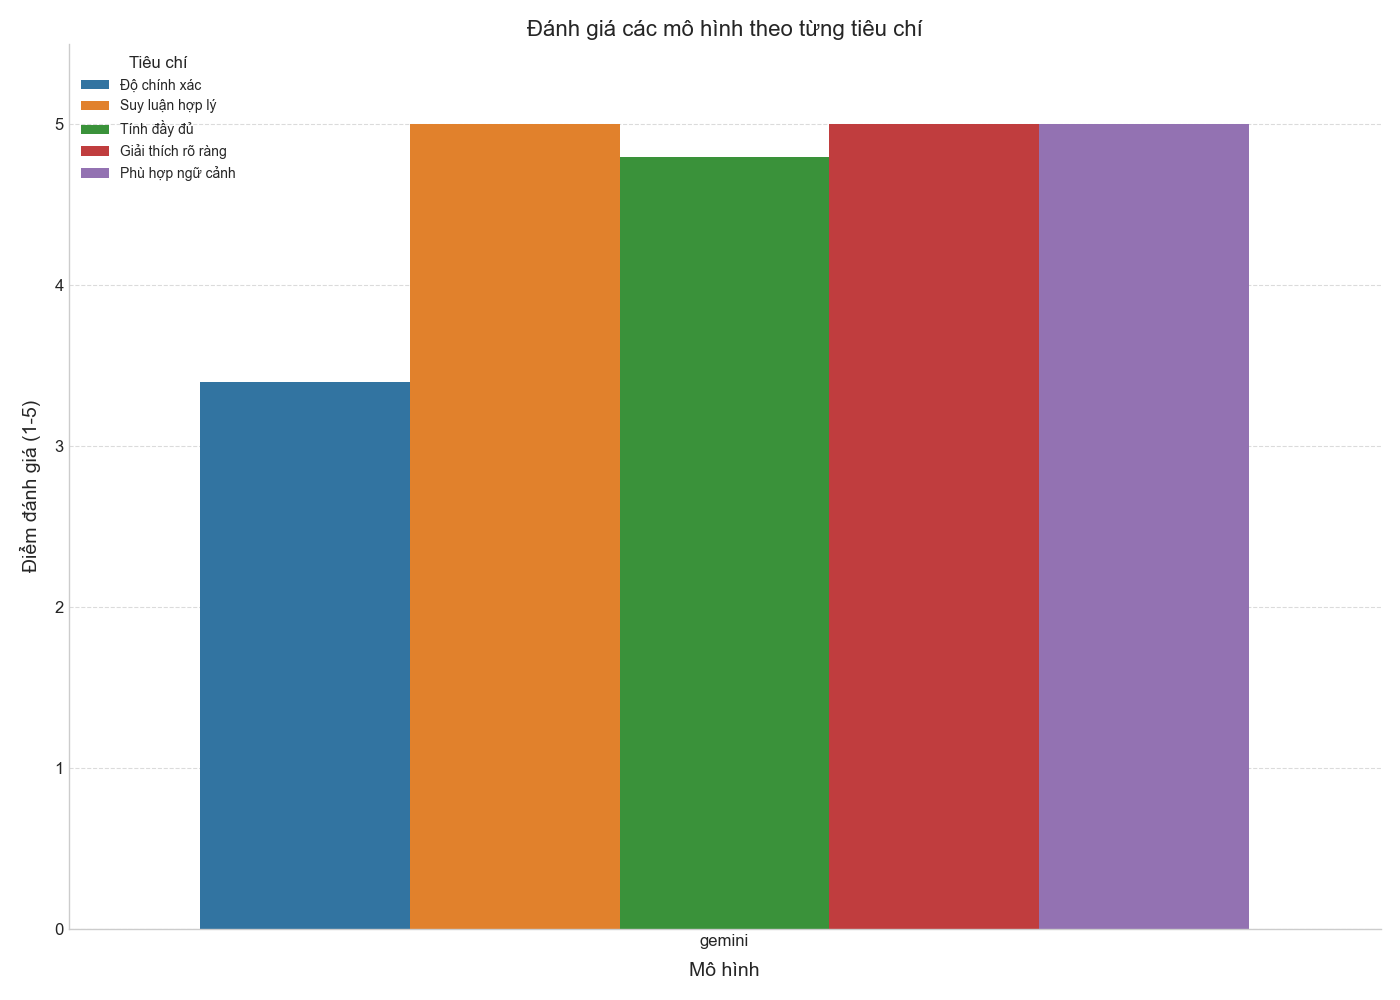 Đánh giá các mô hình theo từng tiêu chí
Tiêu chí
Độ chính xác
Suy luận hợp lý
Tính đầy đủ
Giải thích rõ ràng
Phù hợp ngữ cảnh
Điểm đánh giá (1-5)
5
4
3
2
1
0
gemini
Mô hình